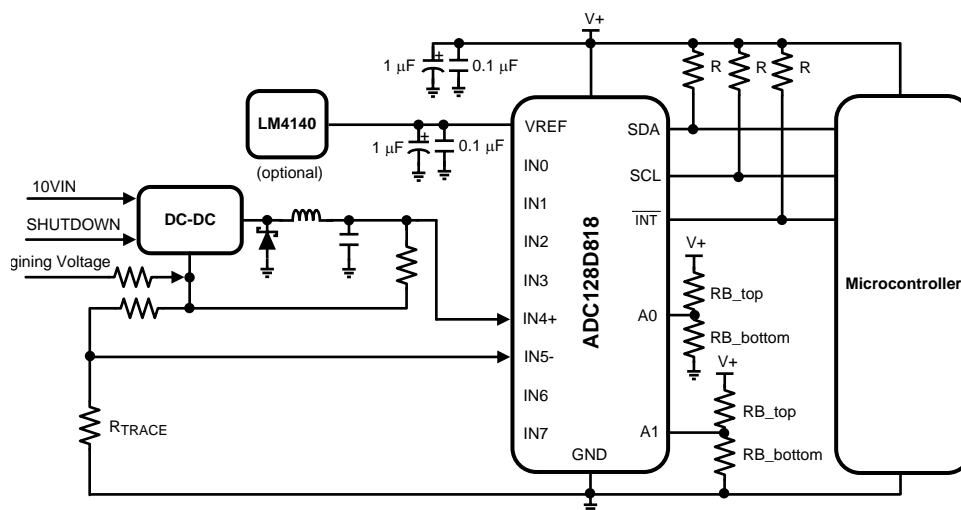 V+
1 μF
+
0.1 μF
R
R
R
LM4140
(optional)
1 μF
+
0.1 μF
VREF
IN0
IN1
IN2
IN3
IN4+
IN5-
IN6
IN7
GND
ADC128D818
SDA
SCL
INT
A0
A1
10VIN
SHUTDOWN
gining Voltage
DC-DC
RTRACE
V+
RB_top
RB_bottom
V+
RB_top
RB_bottom
Microcontroller